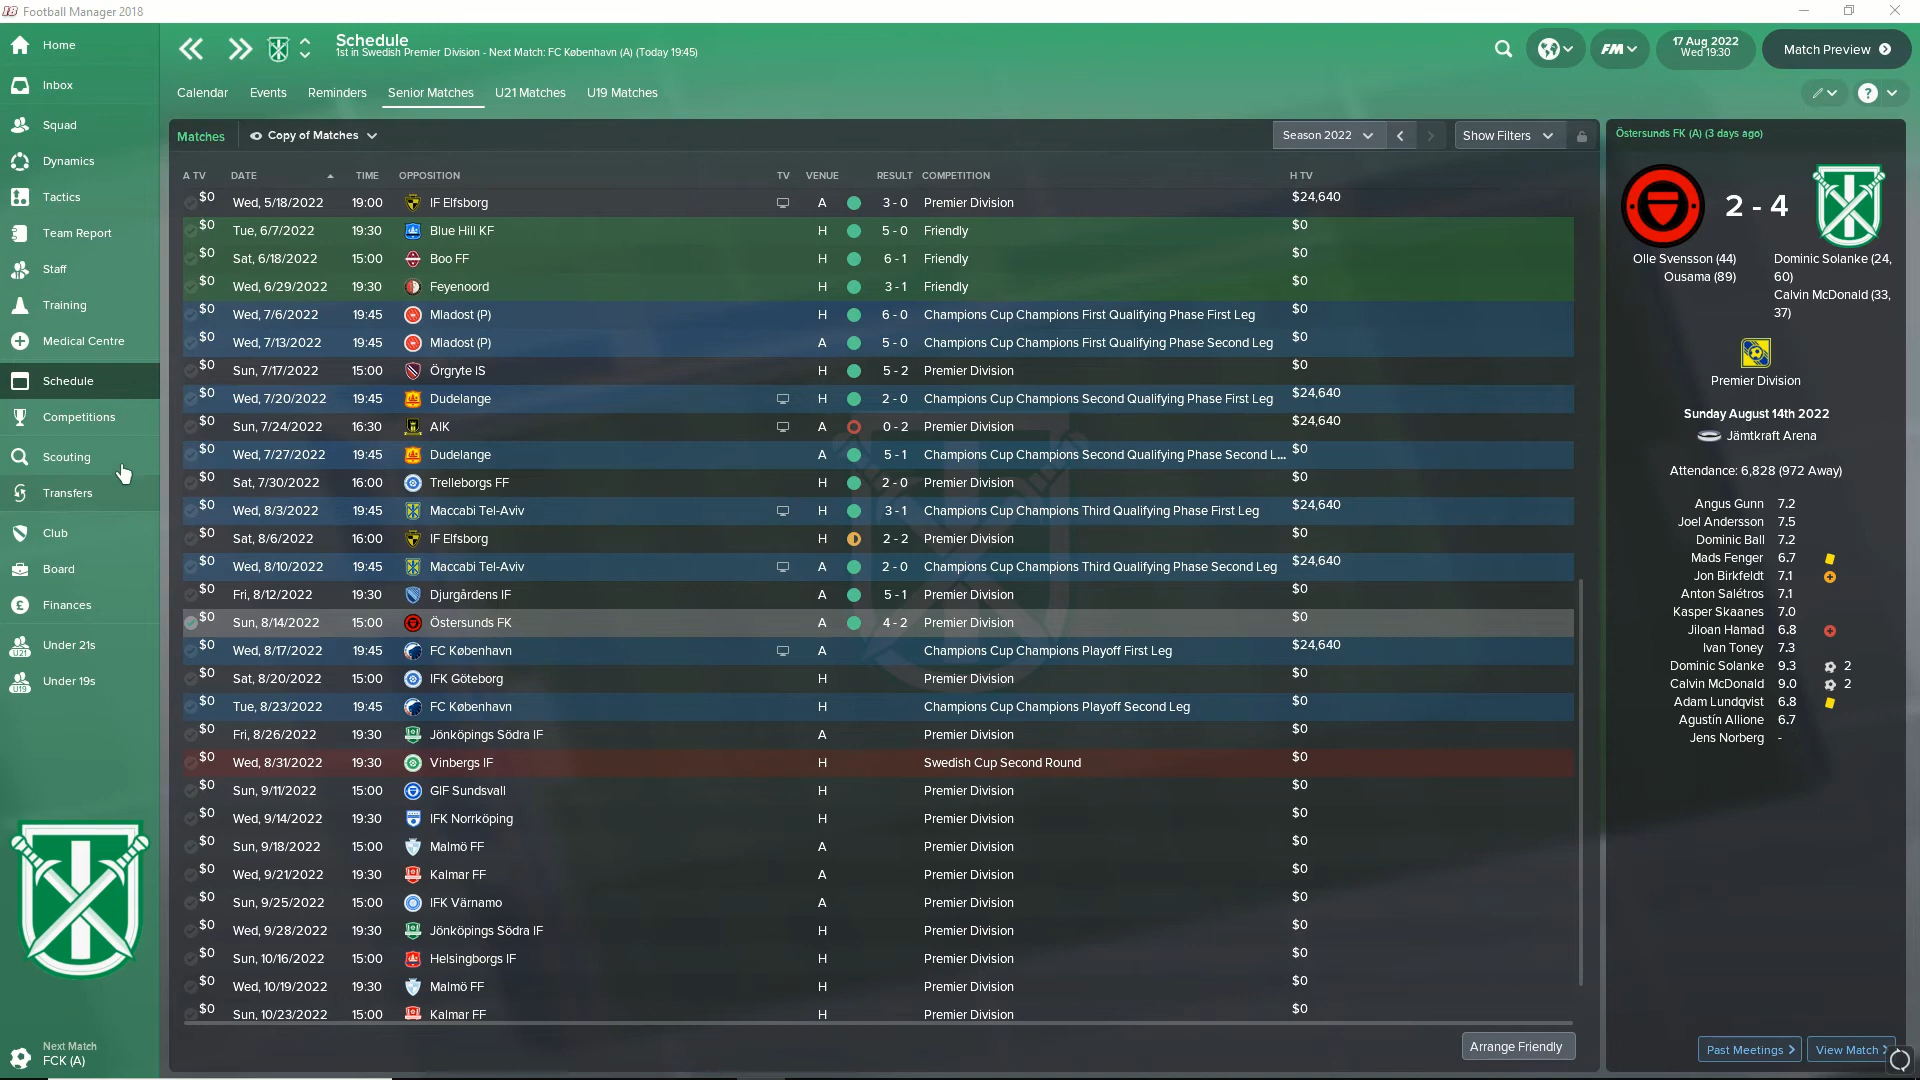 Football Manager 2018
Home
Inbox
Squad
Dynamics
Tactics
Team Report
Staff
Training
Medical Centre
Schedule
Competitions
Scouting
Transfers
Club
Board
Finances
Under 21s
Under 19s
Next Match
FCK (A)
Schedule
1st in Swedish Premier Division - Next Match: FC København (A) (Today 19:45)
FM
17 Aug 2022
Wed 19:30
Match Preview
Calendar Events Reminders Senior Matches U21 Matches U19 Matches
Matches Copy of Matches Season 2022 Show Filters
A TV DATE TIME OPPOSITION TV VENUE RESULT COMPETITION H TV
$0 Wed, 5/18/2022 19:00 IF Elfsborg A 3 - 0 Premier Division $24,640
$0 Tue, 6/7/2022 19:30 Blue Hill KF H 5 - 0 Friendly $0
$0 Sat, 6/18/2022 15:00 Boo FF H 6 - 1 Friendly $0
$0 Wed, 6/29/2022 19:30 Feyenoord H 3 - 1 Friendly $0
$0 Wed, 7/6/2022 19:45 Mladost (P) H 6 - 0 Champions Cup Champions First Qualifying Phase First Leg $0
$0 Wed, 7/13/2022 19:45 Mladost (P) A 5 - 0 Champions Cup Champions First Qualifying Phase Second Leg $0
$0 Sun, 7/17/2022 15:00 Örgryte IS H 5 - 2 Premier Division $0
$0 Wed, 7/20/2022 19:45 Dudelange H 2 - 0 Champions Cup Champions Second Qualifying Phase First Leg $24,640
$0 Sun, 7/24/2022 16:30 AIK A 0 - 2 Premier Division $24,640
$0 Wed, 7/27/2022 19:45 Dudelange A 5 - 1 Champions Cup Champions Second Qualifying Phase Second L... $0
$0 Sat, 7/30/2022 16:00 Trelleborgs FF H 2 - 0 Premier Division $0
$0 Wed, 8/3/2022 19:45 Maccabi Tel-Aviv H 3 - 1 Champions Cup Champions Third Qualifying Phase First Leg $24,640
$0 Sat, 8/6/2022 16:00 IF Elfsborg H 2 - 2 Premier Division $0
$0 Wed, 8/10/2022 19:45 Maccabi Tel-Aviv A 2 - 0 Champions Cup Champions Third Qualifying Phase Second Leg $24,640
$0 Fri, 8/12/2022 19:30 Djurgårdens IF A 5 - 1 Premier Division $0
$0 Sun, 8/14/2022 15:00 Östersunds FK A 4 - 2 Premier Division $0
$0 Wed, 8/17/2022 19:45 FC København A Champions Cup Champions Playoff First Leg $24,640
$0 Sat, 8/20/2022 15:00 IFK Göteborg H Premier Division $0
$0 Tue, 8/23/2022 19:45 FC København H Champions Cup Champions Playoff Second Leg $0
$0 Fri, 8/26/2022 19:30 Jönköpings Södra IF A Premier Division $0
$0 Wed, 8/31/2022 19:30 Vinbergs IF H Swedish Cup Second Round $0
$0 Sun, 9/11/2022 15:00 GIF Sundsvall H Premier Division $0
$0 Wed, 9/14/2022 19:30 IFK Norrköping H Premier Division $0
$0 Sun, 9/18/2022 15:00 Malmö FF A Premier Division $0
$0 Wed, 9/21/2022 19:30 Kalmar FF A Premier Division $0
$0 Sun, 9/25/2022 15:00 IFK Värnamo A Premier Division $0
$0 Wed, 9/28/2022 19:30 Jönköpings Södra IF H Premier Division $0
$0 Sun, 10/16/2022 15:00 Helsingborgs IF H Premier Division $0
$0 Wed, 10/19/2022 19:30 Malmö FF H Premier Division $0
$0 Sun, 10/23/2022 15:00 Kalmar FF H Premier Division $0
Arrange Friendly
Östersunds FK (A) (3 days ago)
2 - 4
Olle Svensson (44)
Ousama (89)
Dominic Solanke (24,
60)
Calvin McDonald (33,
37)
Premier Division
Sunday August 14th 2022
Jämtkraft Arena
Attendance: 6,828 (972 Away)
Angus Gunn 7.2
Joel Andersson 7.5
Dominic Ball 7.2
Mads Fenger 6.7
Jon Birkfeldt 7.1
Anton Salétros 7.1
Kasper Skaanes 7.0
Jiloan Hamad 6.8
Ivan Toney 7.3
Dominic Solanke 9.3 2
Calvin McDonald 9.0 2
Adam Lundqvist 6.8
Agustín Allione 6.7
Jens Norberg -
Past Meetings View Match